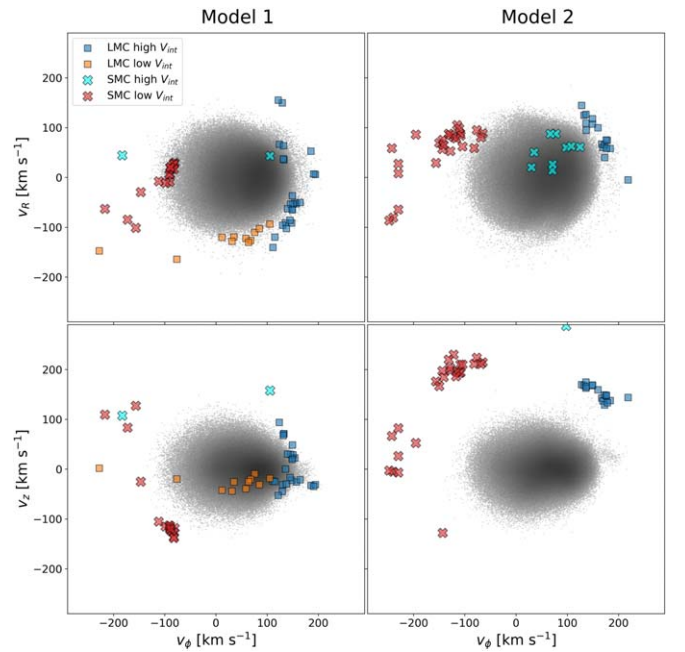 Model 1
Model 2
LMC high V_int
LMC low V_int
SMC high V_int
SMC low V_int
v_R [km s⁻¹]
200
100
0
−100
−200
v_z [km s⁻¹]
200
100
0
−100
−200
−200
−100
0
100
200
−200
−100
0
100
200
v_ϕ [km s⁻¹]
v_ϕ [km s⁻¹]